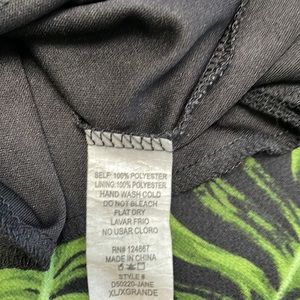 SELF: 100% POLYESTER
LINING: 100% POLYESTER
HAND WASH COLD
DO NOT BLEACH
FLAT DRY
LAVAR FRIO
NO USAR CLORO
RN# 124667
MADE IN CHINA
STYLE #
D50220-JANE
XL/XGRANDE